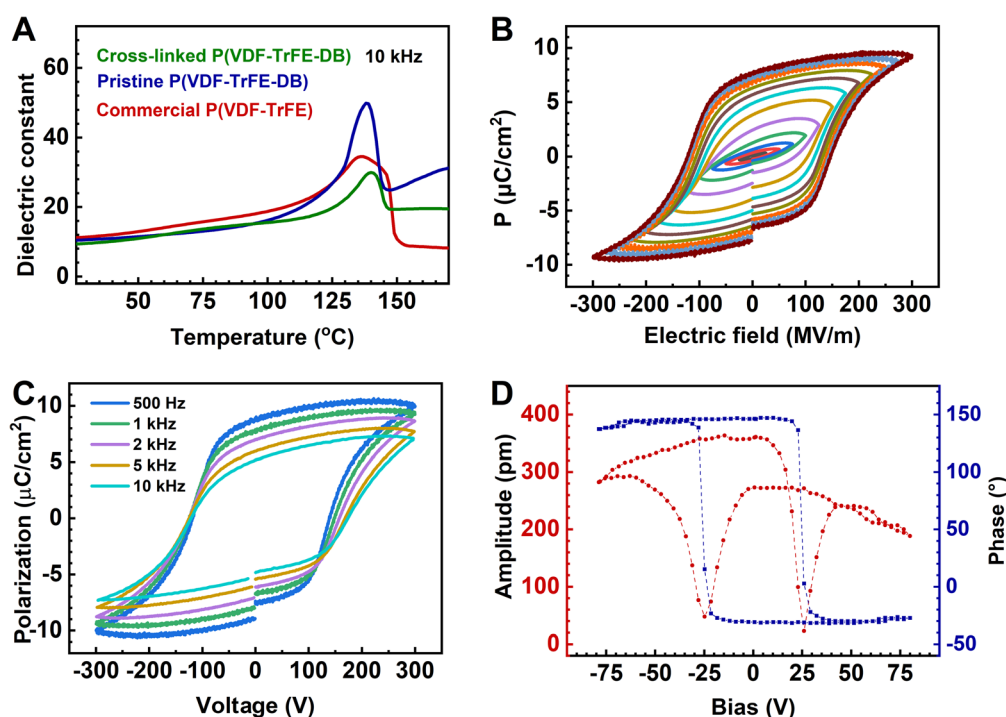 A
Cross-linked P(VDF-TrFE-DB) 10 kHz
Pristine P(VDF-TrFE-DB)
Commercial P(VDF-TrFE)
Dielectric constant
60
40
20
0
50 75 100 125 150
Temperature (°C)
B
P (μC/cm²)
10
5
0
-5
-10
-300 -200 -100 0 100 200 300
Electric field (MV/m)
C
500 Hz
1 kHz
2 kHz
5 kHz
10 kHz
Polarization (μC/cm²)
10
5
0
-5
-10
-300 -200 -100 0 100 200 300
Voltage (V)
D
Amplitude (pm)
400
300
200
100
0
Phase (°)
150
100
50
0
-50
-75 -50 -25 0 25 50 75
Bias (V)